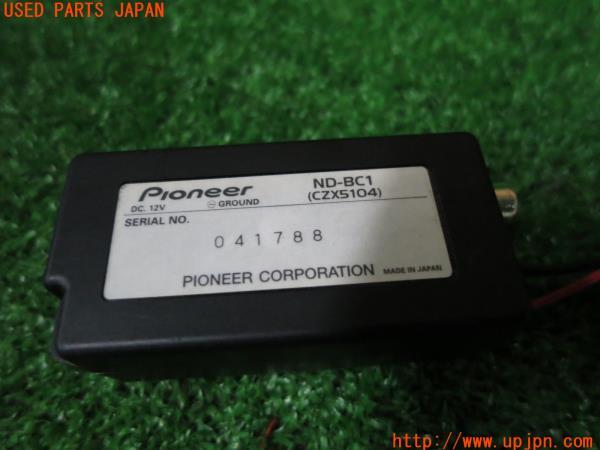 USED PARTS JAPAN
Pioneer ND-BC1
DC. 12V ⊖ GROUND (CZX5104)
SERIAL NO.
041788
PIONEER CORPORATION MADE IN JAPAN
http://www.upjpn.com/